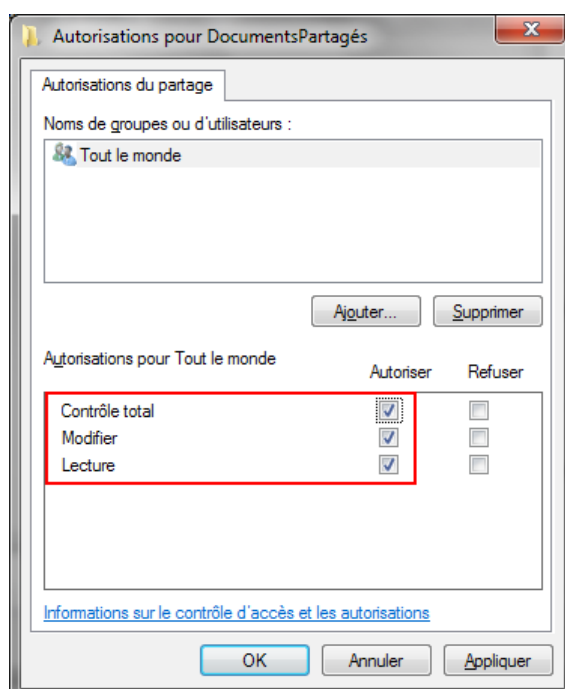 Autorisations pour DocumentsPartagés
Autorisations du partage
Noms de groupes ou d'utilisateurs :
Tout le monde
Ajouter... Supprimer
Autorisations pour Tout le monde Autoriser Refuser
Contrôle total
Modifier
Lecture
Informations sur le contrôle d'accès et les autorisations
OK Annuler Appliquer